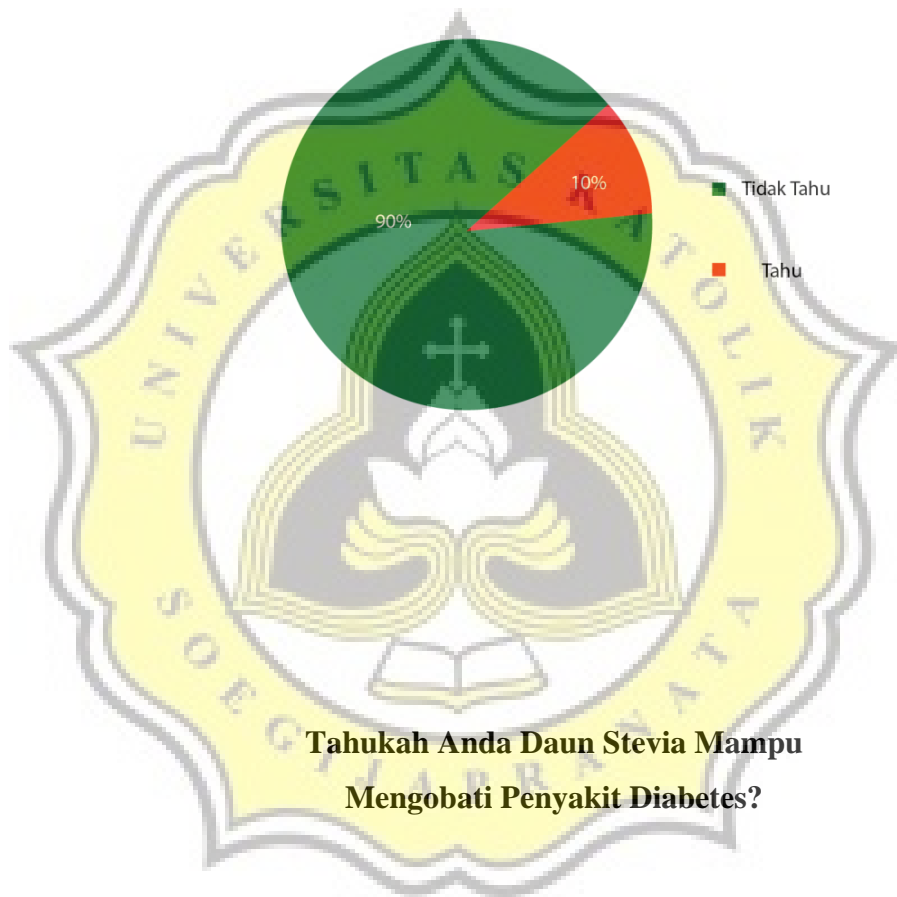 UNIVERSITAS KATOLIK
10%
Tidak Tahu
90%
Tahu
SOEGIJAPRANATA
Tahukah Anda Daun Stevia Mampu
Mengobati Penyakit Diabetes?